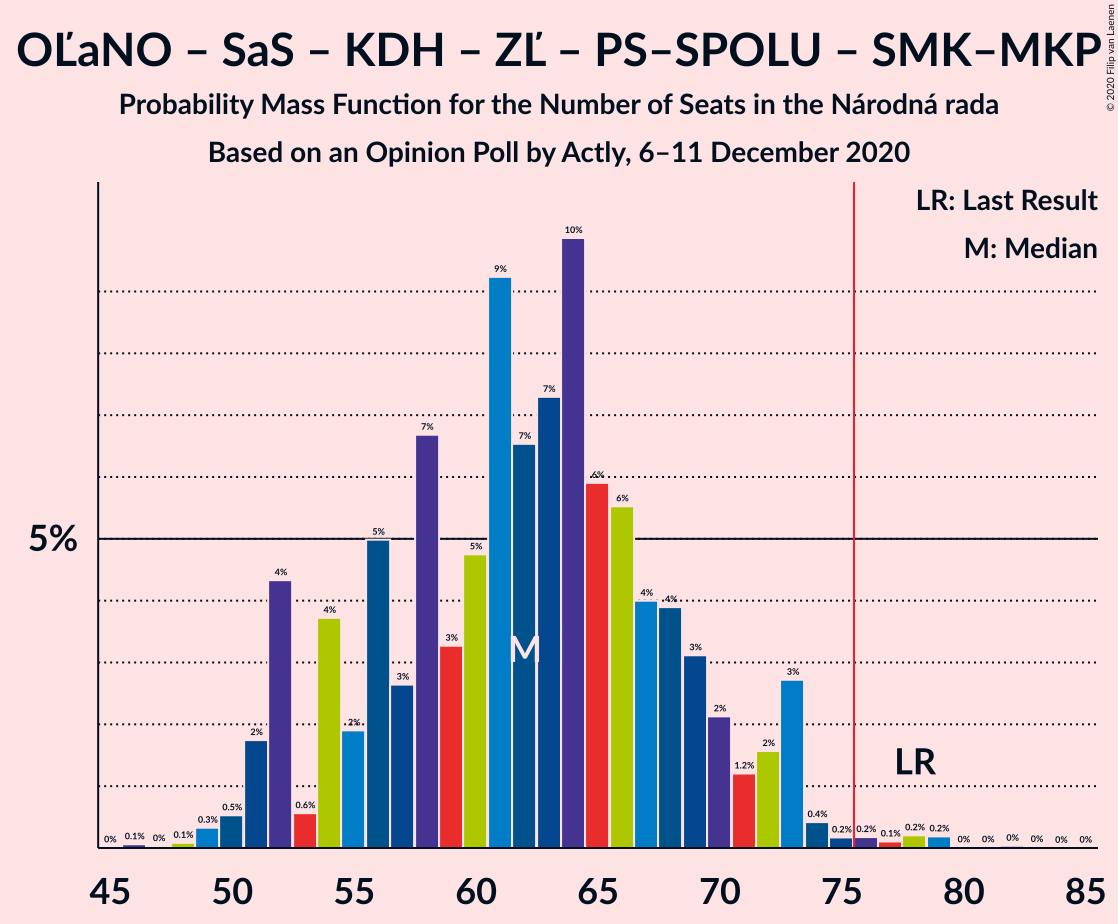 OĽaNO – SaS – KDH – ZĽ – PS–SPOLU – SMK–MKP
Probability Mass Function for the Number of Seats in the Národná rada
Based on an Opinion Poll by Actly, 6–11 December 2020
© 2020 Filip van Laenen
LR: Last Result
M: Median
5%
0% 0.1% 0% 0.1% 0.3% 0.5% 2% 4% 0.6% 4% 2% 5% 3% 7% 3% 5% 9% 7% 7% 10% 6% 6% 4% 4% 3% 2% 1.2% 2% 3% 0.4% 0.2% 0.2% 0.1% 0.2% 0.2% 0% 0% 0% 0% 0% 0%
M
LR
45 50 55 60 65 70 75 80 85